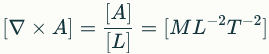 [∇ × A] = [A] / [L] = [ML⁻²T⁻²]